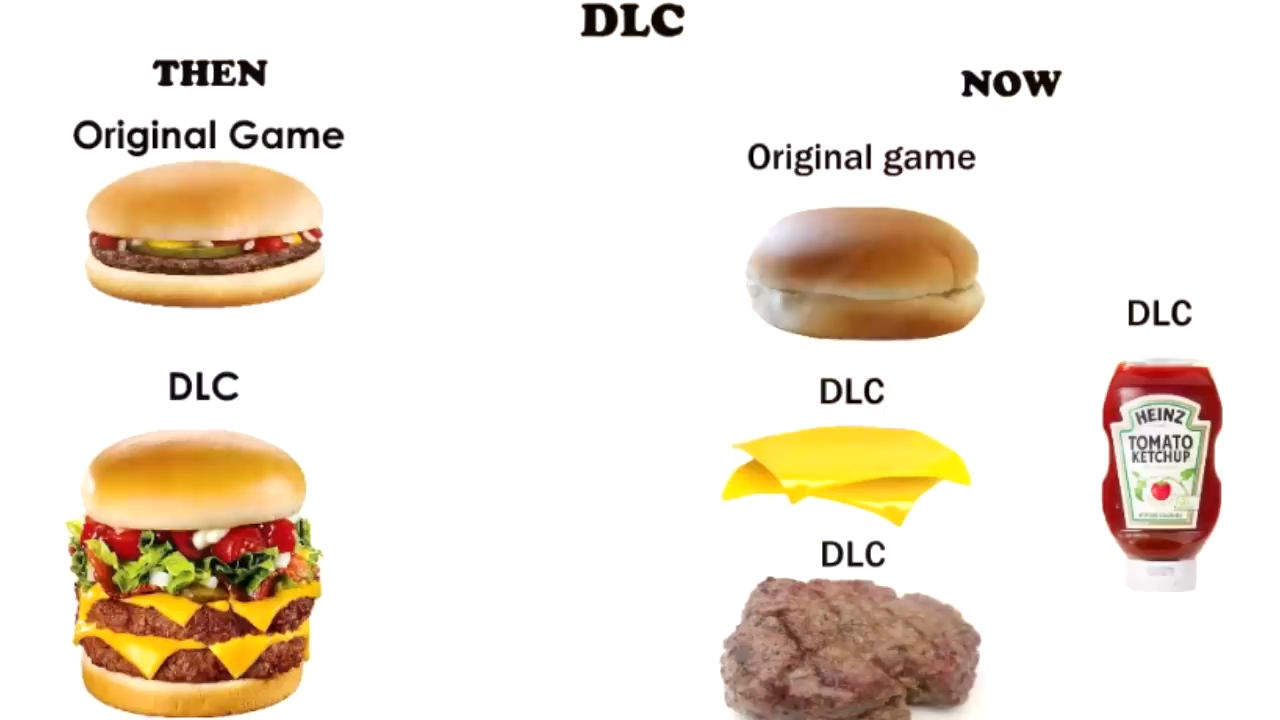 DLC
THEN
Original Game
DLC
NOW
Original game
DLC
DLC
DLC
HEINZ
TOMATO
KETCHUP